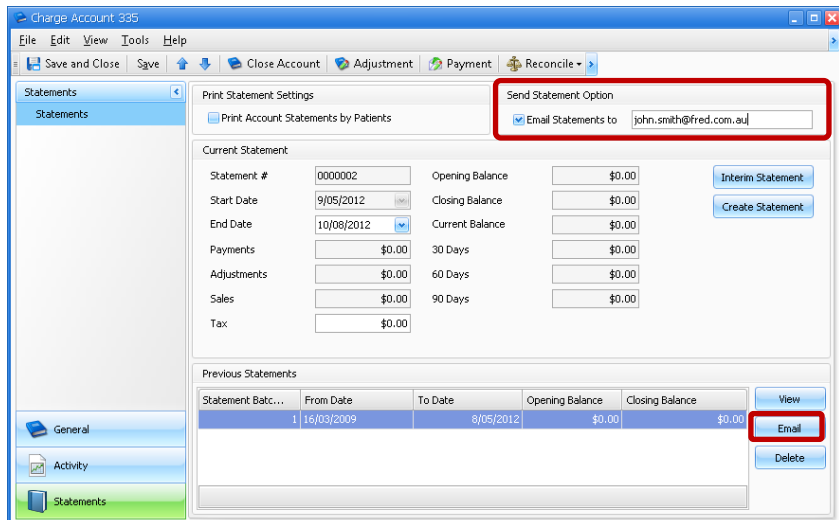 Charge Account 335
File Edit View Tools Help
Save and Close Save Close Account Adjustment Payment Reconcile
Statements
Statements
Print Statement Settings
Print Account Statements by Patients
Send Statement Option
Email Statements to john.smith@fred.com.au
Current Statement
Statement # 0000002 Opening Balance $0.00 Interim Statement
Start Date 9/05/2012 Closing Balance $0.00 Create Statement
End Date 10/08/2012 Current Balance $0.00
Payments $0.00 30 Days $0.00
Adjustments $0.00 60 Days $0.00
Sales $0.00 90 Days $0.00
Tax $0.00
Previous Statements
Statement Batc... From Date To Date Opening Balance Closing Balance
1 16/03/2009 8/05/2012 $0.00 $0.00
View
Email
Delete
General
Activity
Statements